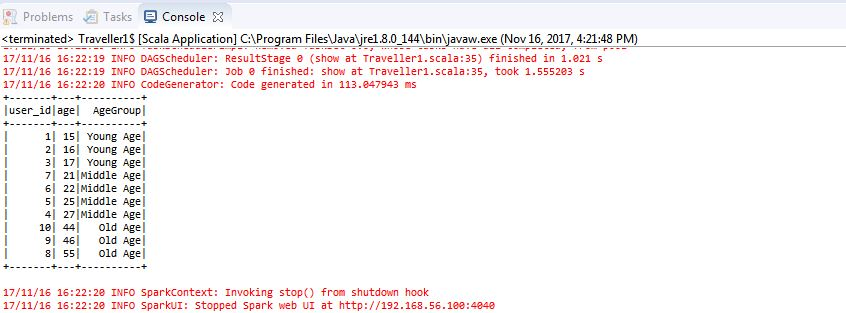 Problems Tasks Console
<terminated> Traveller1$ [Scala Application] C:\Program Files\Java\jre1.8.0_144\bin\javaw.exe (Nov 16, 2017, 4:21:48 PM)
17/11/16 16:22:19 INFO DAGScheduler: ResultStage 0 (show at Traveller1.scala:35) finished in 1.021 s
17/11/16 16:22:19 INFO DAGScheduler: Job 0 finished: show at Traveller1.scala:35, took 1.555203 s
17/11/16 16:22:20 INFO CodeGenerator: Code generated in 113.047943 ms
+-------+---+----------+
|user_id|age|  AgeGroup|
+-------+---+----------+
|      1| 15| Young Age|
|      2| 16| Young Age|
|      3| 17| Young Age|
|      7| 21|Middle Age|
|      6| 22|Middle Age|
|      5| 25|Middle Age|
|      4| 27|Middle Age|
|     10| 44|   Old Age|
|      9| 46|   Old Age|
|      8| 55|   Old Age|
+-------+---+----------+
17/11/16 16:22:20 INFO SparkContext: Invoking stop() from shutdown hook
17/11/16 16:22:20 INFO SparkUI: Stopped Spark web UI at http://192.168.56.100:4040